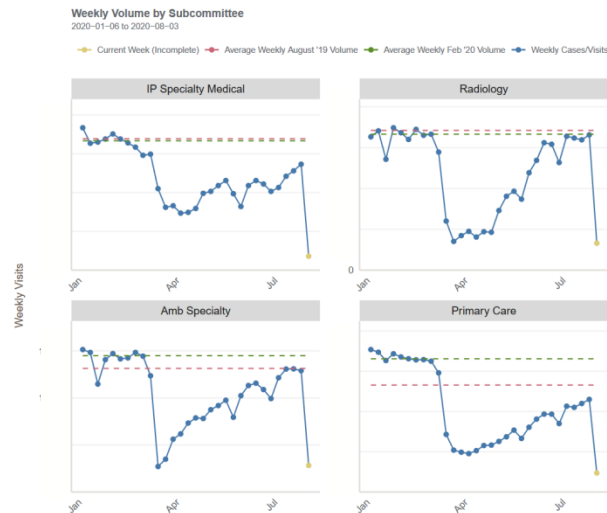 Weekly Volume by Subcommittee
2020-01-06 to 2020-08-03
Current Week (Incomplete) Average Weekly August '19 Volume Average Weekly Feb '20 Volume Weekly Cases/Visits
IP Specialty Medical Radiology
Weekly Visits
0
Jan Apr Jul Jan Apr Jul
Amb Specialty Primary Care
Jan Apr Jul Jan Apr Jul